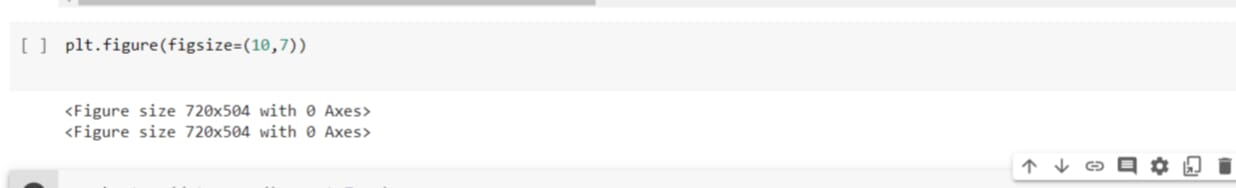 [ ] plt.figure(figsize=(10,7))
<Figure size 720x504 with 0 Axes>
<Figure size 720x504 with 0 Axes>